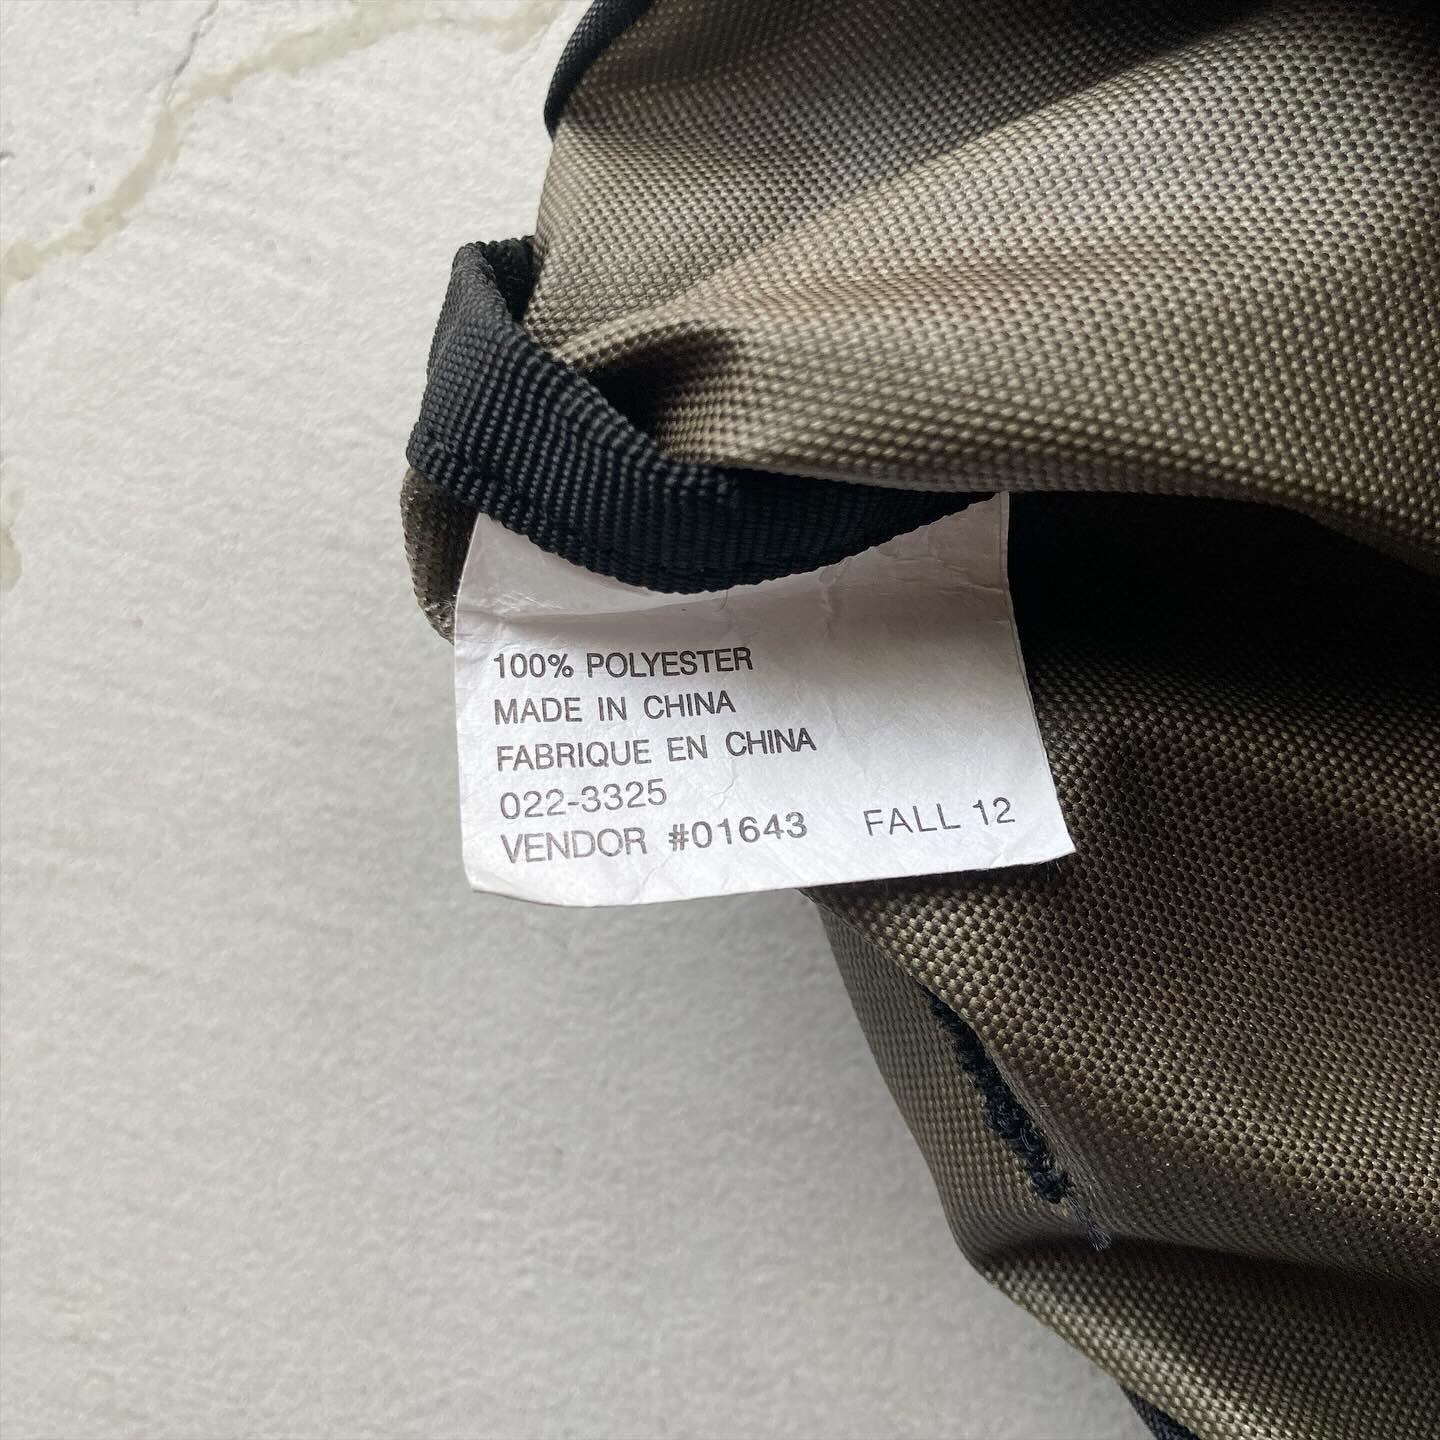 100% POLYESTER
MADE IN CHINA
FABRIQUE EN CHINA
022-3325
VENDOR #01643 FALL 12